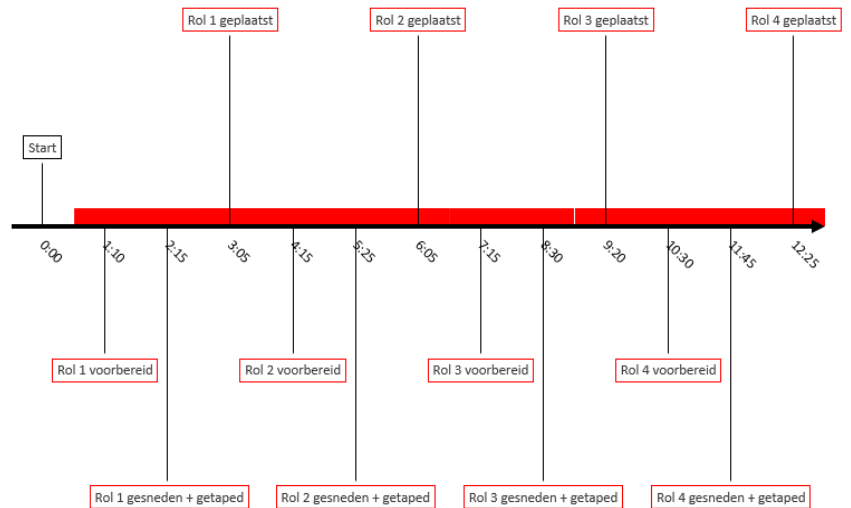 Rol 1 geplaatst
Rol 2 geplaatst
Rol 3 geplaatst
Rol 4 geplaatst
Start
0:00
1:10
2:15
3:05
4:15
5:25
6:05
7:15
8:30
9:20
10:30
11:45
12:25
Rol 1 voorbereid
Rol 2 voorbereid
Rol 3 voorbereid
Rol 4 voorbereid
Rol 1 gesneden + getaped
Rol 2 gesneden + getaped
Rol 3 gesneden + getaped
Rol 4 gesneden + getaped